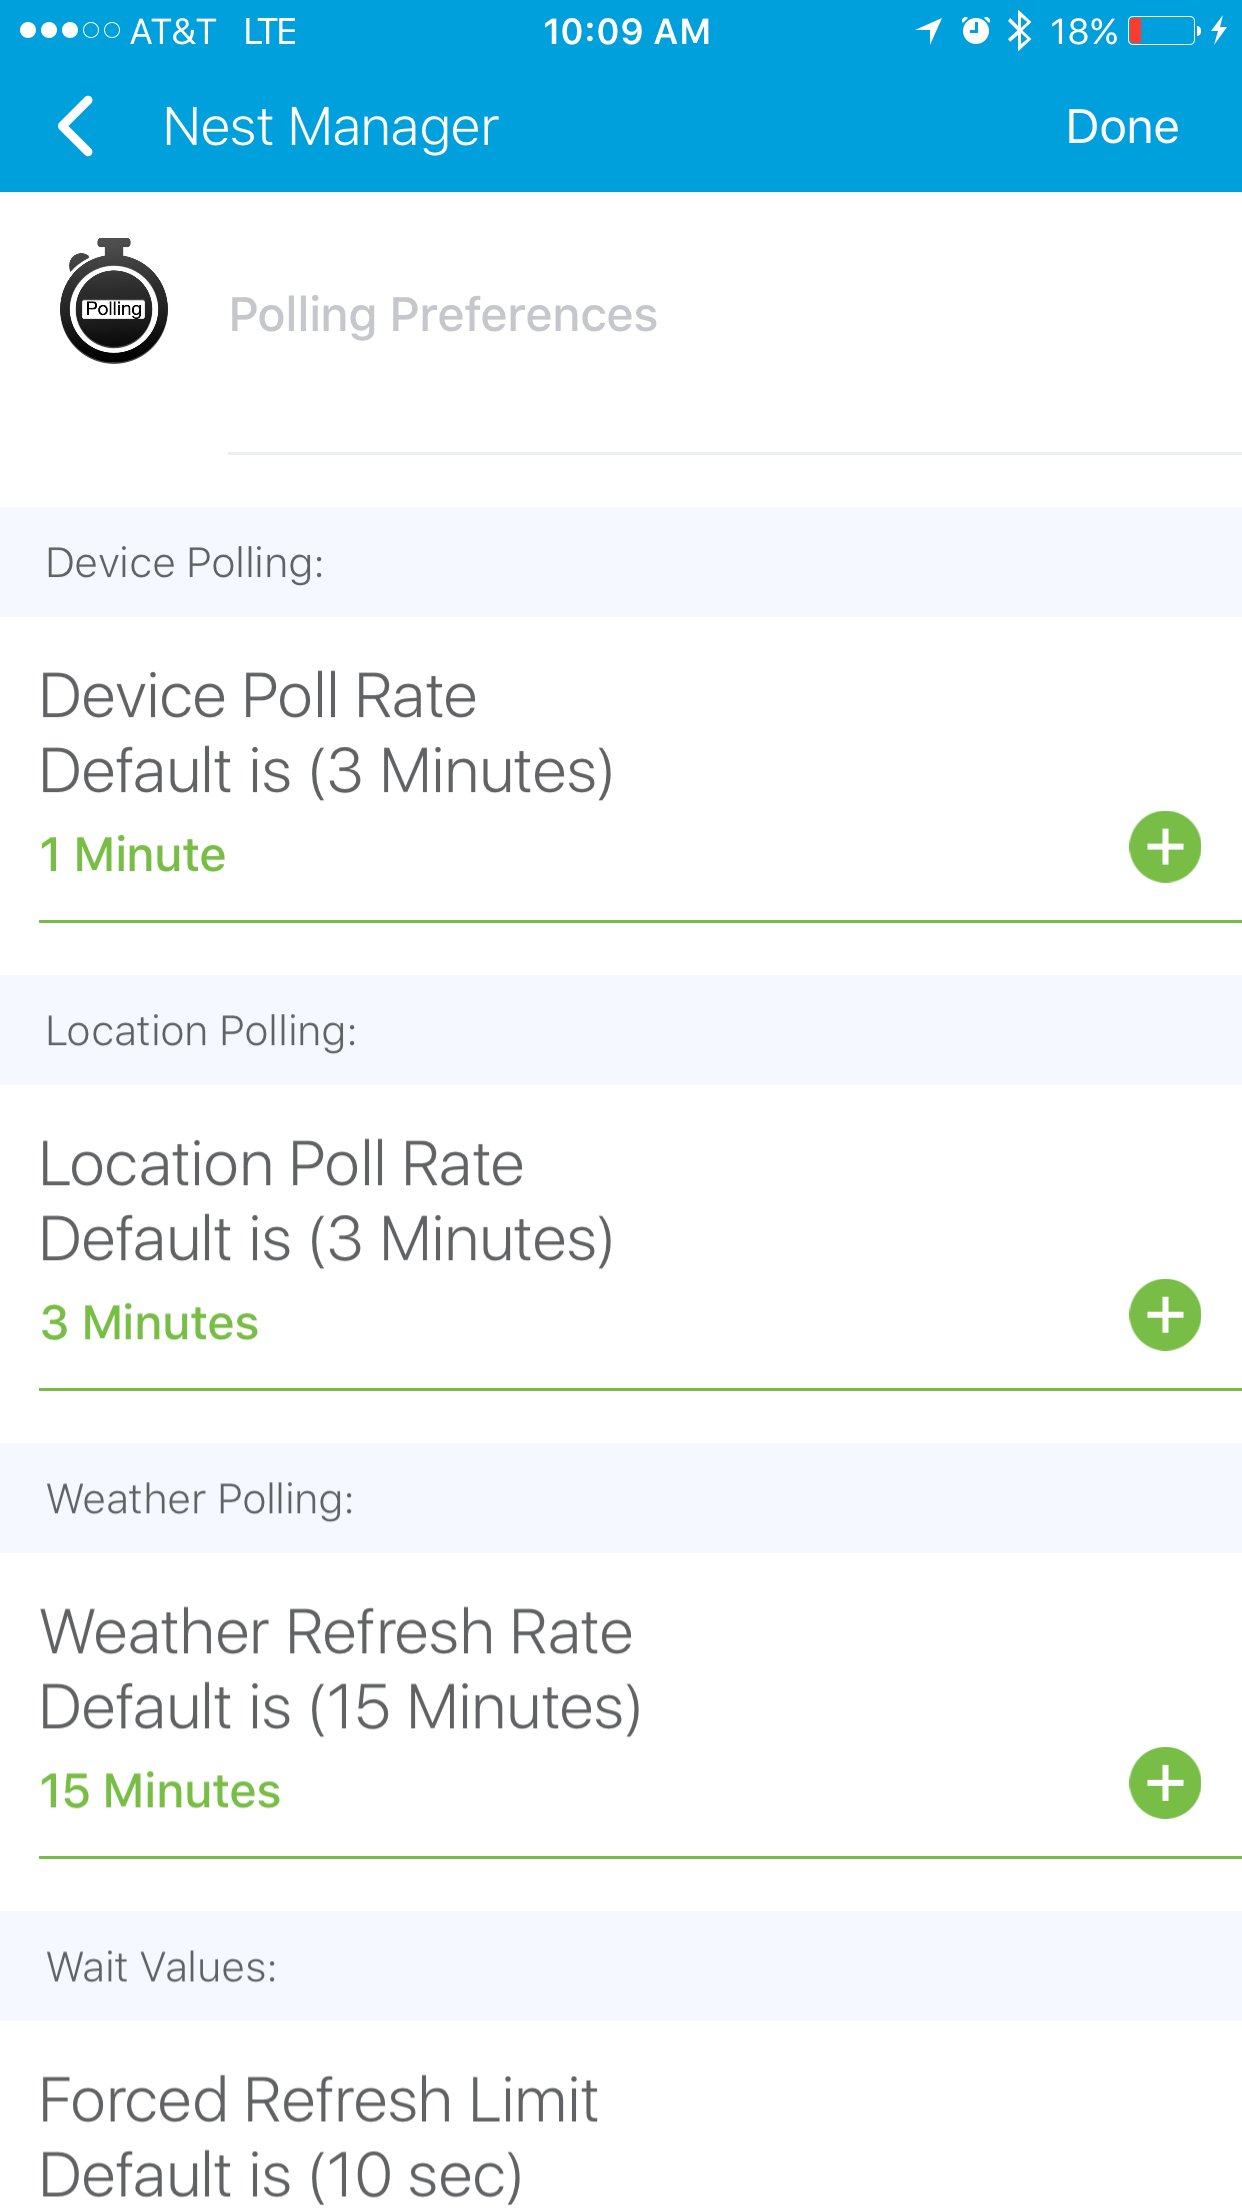 AT&T LTE 10:09 AM 18%
Nest Manager Done
Polling
Polling Preferences
Device Polling:
Device Poll Rate
Default is (3 Minutes)
1 Minute
Location Polling:
Location Poll Rate
Default is (3 Minutes)
3 Minutes
Weather Polling:
Weather Refresh Rate
Default is (15 Minutes)
15 Minutes
Wait Values:
Forced Refresh Limit
Default is (10 sec)